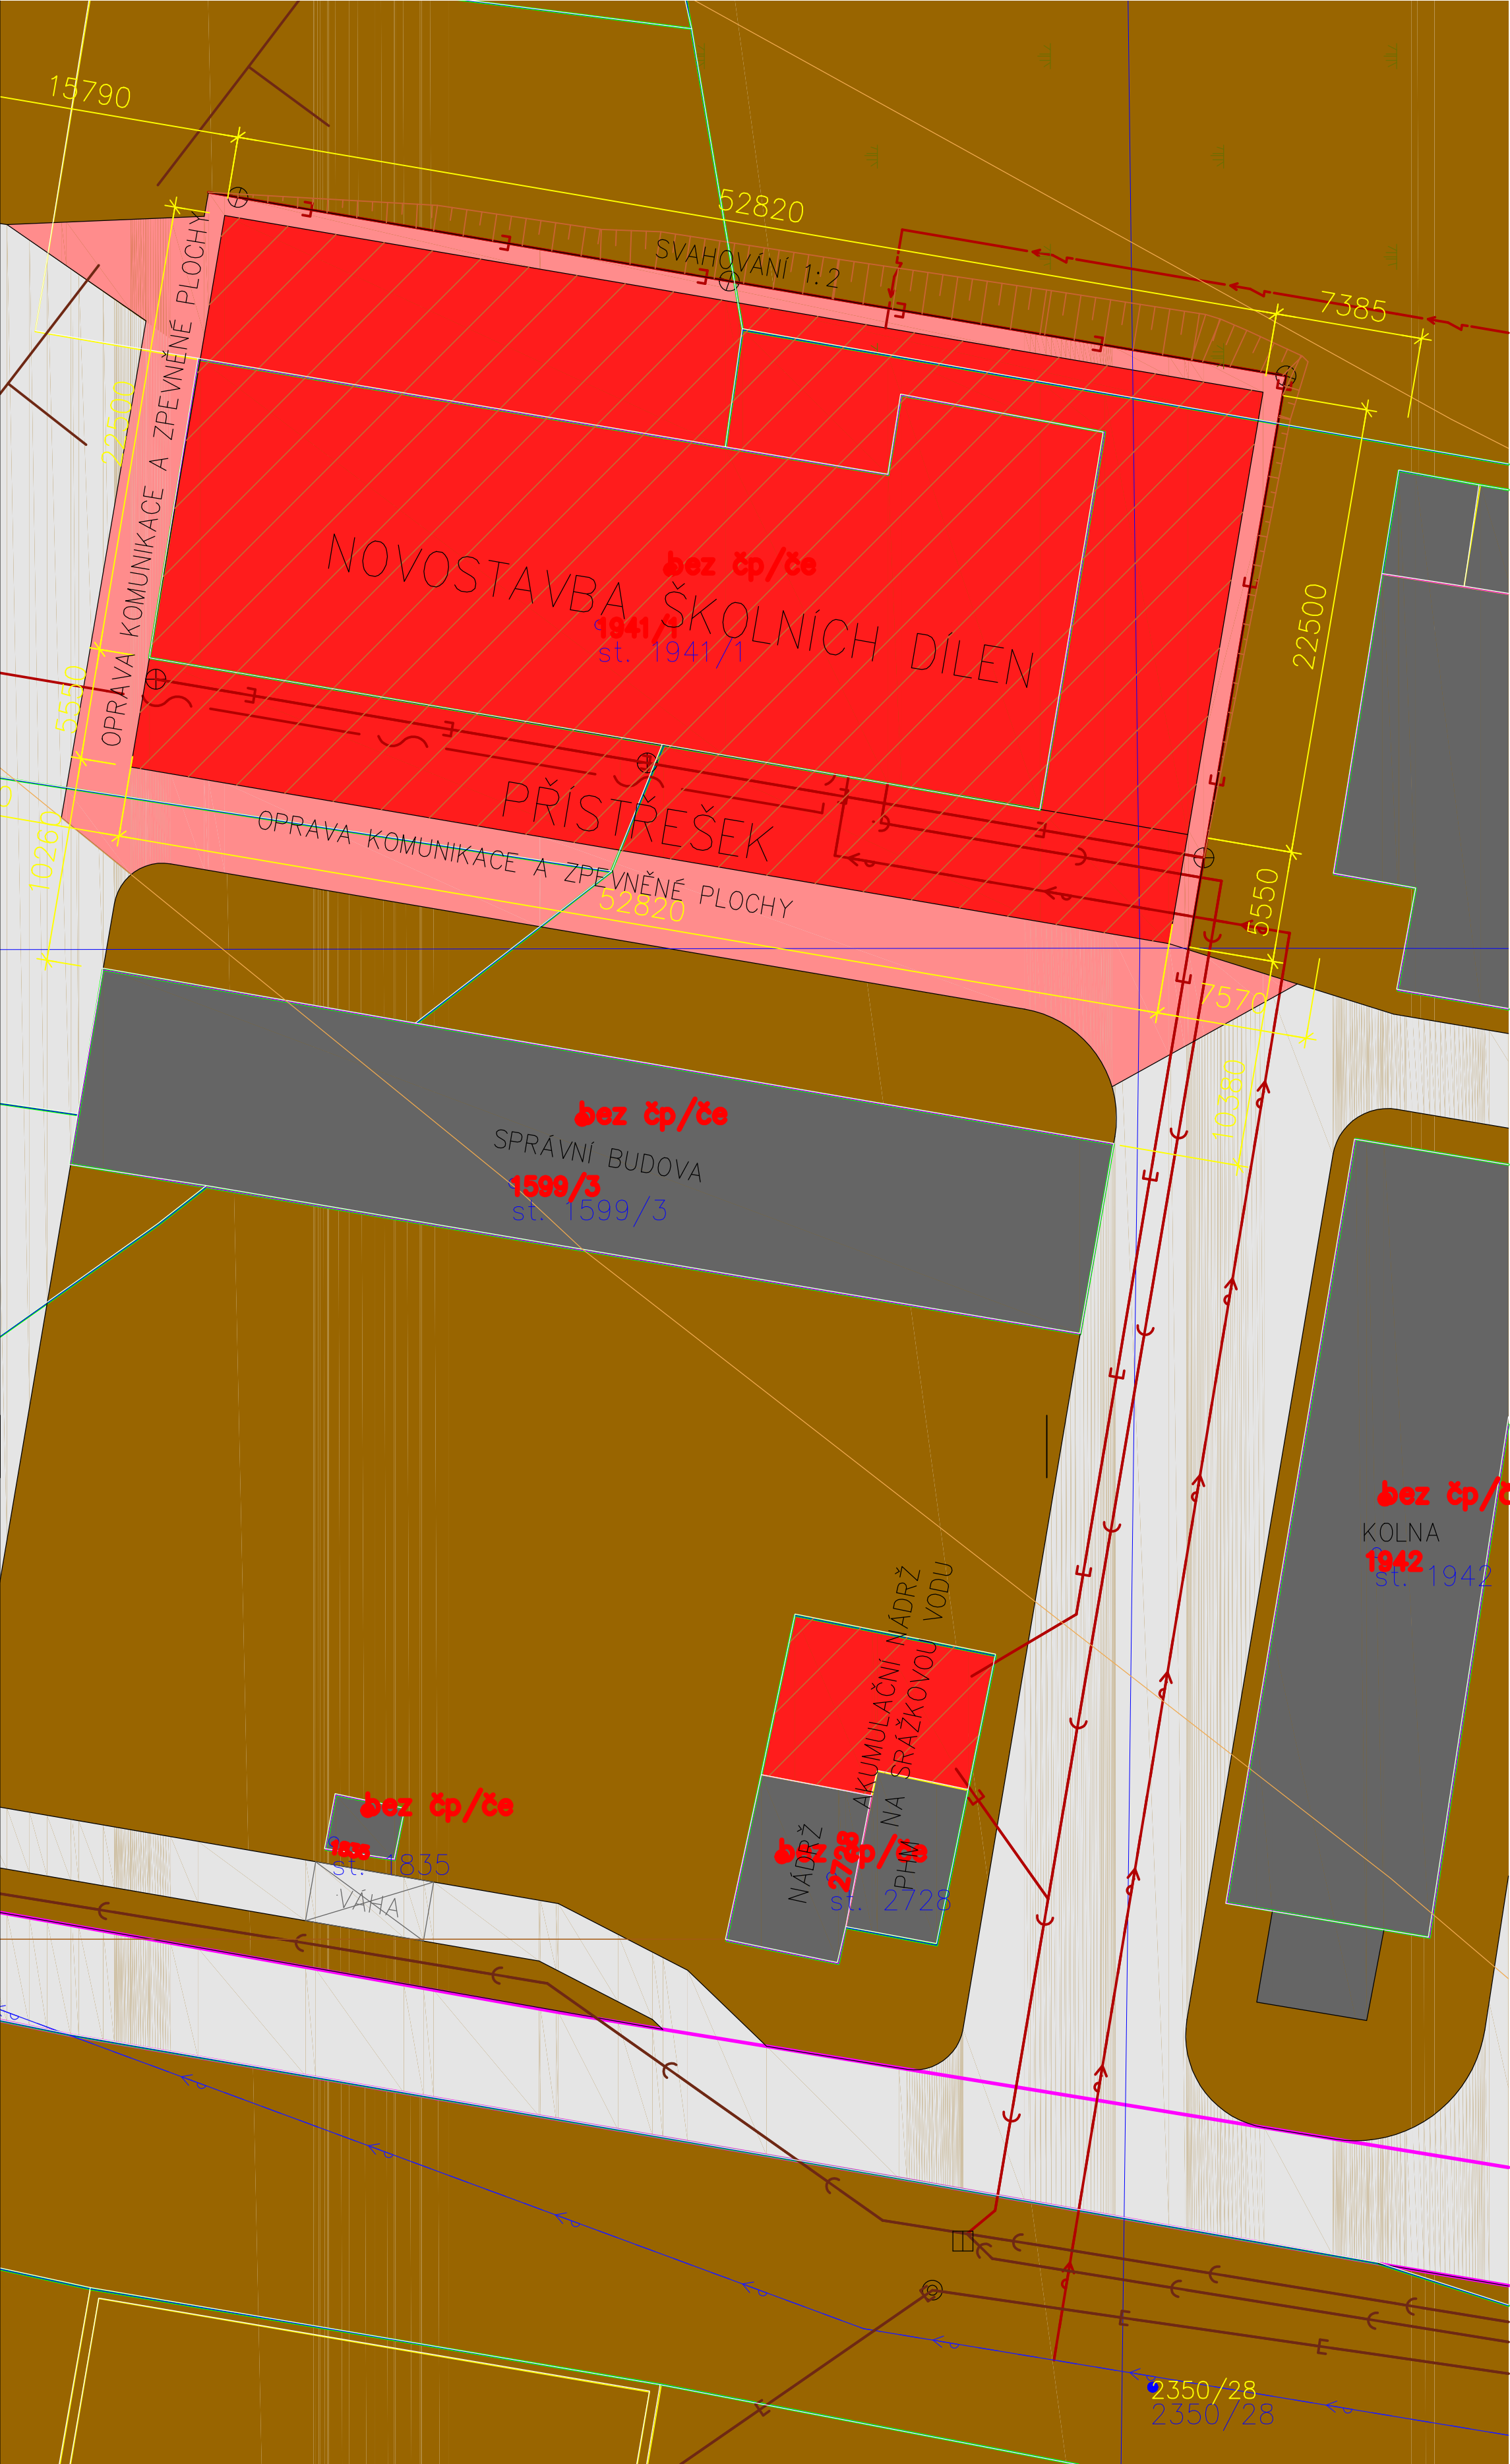 15790
52820
SVAHOVÁNÍ 1:2
7385
OPRAVA KOMUNIKACE A ZPEVNĚNÉ PLOCHY
22500
NOVOSTAVBA ŠKOLNÍCH DÍLEN
bez čp/če
1941/1
st. 1941/1
22500
5550
PŘÍSTŘEŠEK
OPRAVA KOMUNIKACE A ZPEVNĚNÉ PLOCHY
52820
5550
7570
10380
bez čp/če
SPRÁVNÍ BUDOVA
1599/3
st. 1599/3
bez čp/č
KOLNA
1942
st. 1942
AKUMULAČNÍ NÁDRŽ
NA SRÁŽKOVOU VODU
bez čp/če
1835
st. 1835
VÁHA
bez čp/če
NÁDRŽ
PHM
2728
st. 2728
2350/28
2350/28